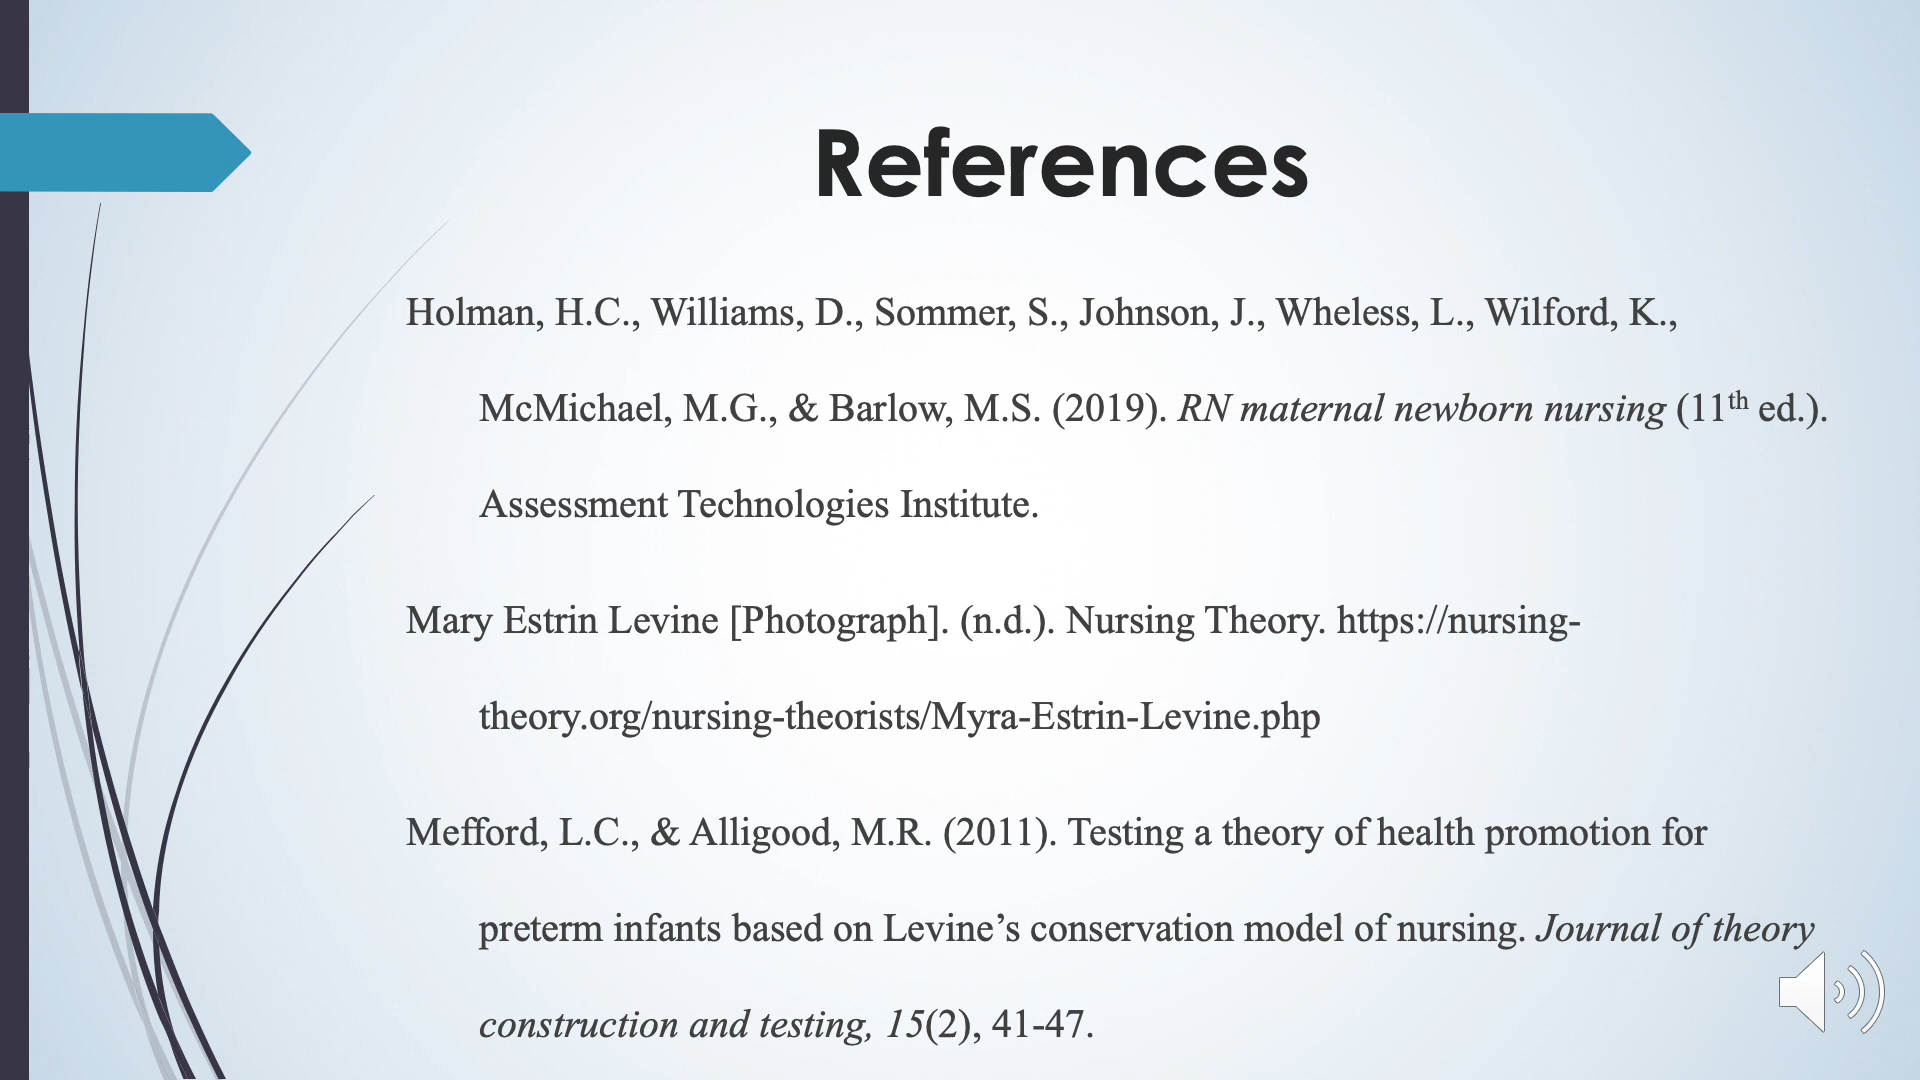 References
Holman, H.C., Williams, D., Sommer, S., Johnson, J., Wheless, L., Wilford, K.,
McMichael, M.G., & Barlow, M.S. (2019). RN maternal newborn nursing (11th ed.).
Assessment Technologies Institute.
Mary Estrin Levine [Photograph]. (n.d.). Nursing Theory. https://nursing-
theory.org/nursing-theorists/Myra-Estrin-Levine.php
Mefford, L.C., & Alligood, M.R. (2011). Testing a theory of health promotion for
preterm infants based on Levine’s conservation model of nursing. Journal of theory
construction and testing, 15(2), 41-47.